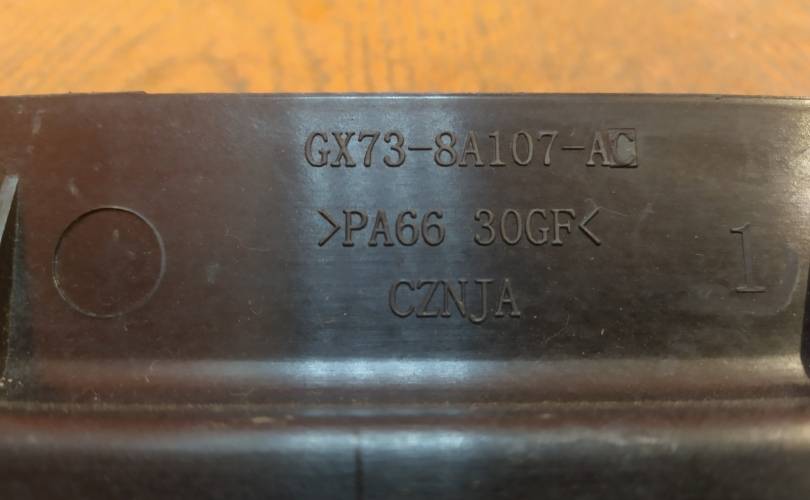 GX73-8A107-AC
>PA66 30GF<
CZNJA
1